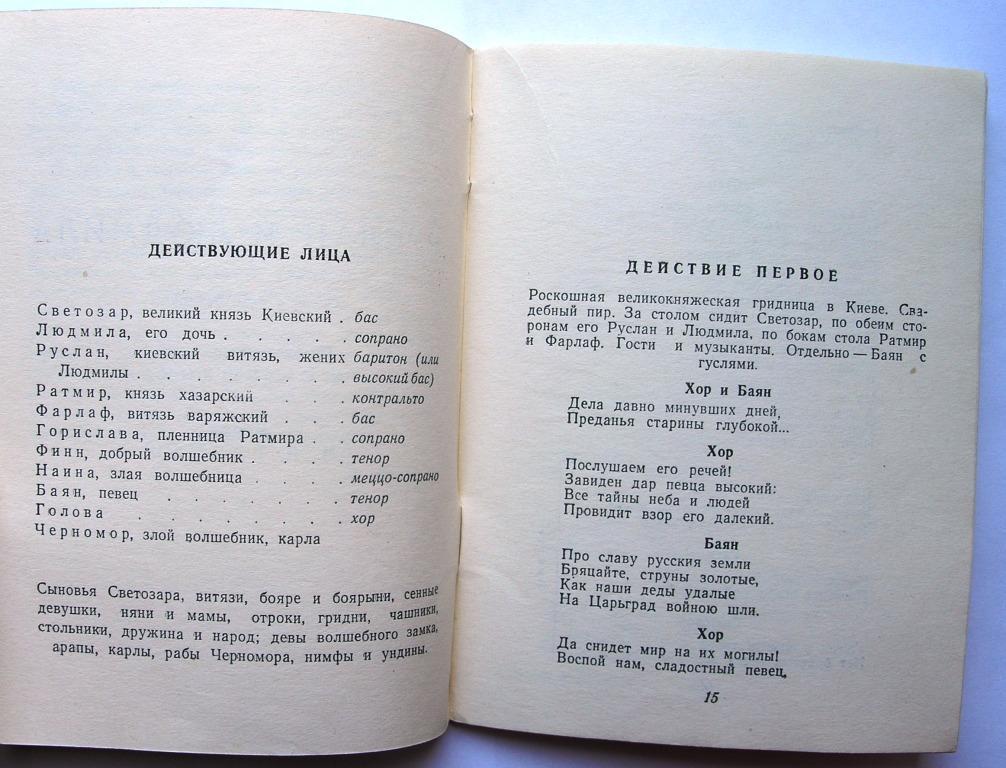 ДЕЙСТВУЮЩИЕ ЛИЦА
Светозар, великий князь Киевский . бас
Людмила, его дочь . . . . . сопрано
Руслан, киевский витязь, жених баритон (или
Людмилы . . . . . . . высокий бас)
Ратмир, князь хазарский . . . контральто
Фарлаф, витязь варяжский . . . бас
Горислава, пленница Ратмира . . сопрано
Финн, добрый волшебник . . . . тенор
Наина, злая волшебница . . . . меццо-сопрано
Баян, певец . . . . . . . тенор
Голова . . . . . . . хор
Черномор, злой волшебник, карла
Сыновья Светозара, витязи, бояре и боярыни, сенные
девушки, няни и мамы, отроки, гридни, чашники,
стольники, дружина и народ; девы волшебного замка,
арапы, карлы, рабы Черномора, нимфы и ундины.
ДЕЙСТВИЕ ПЕРВОЕ
Роскошная великокняжеская гридница в Киеве. Сва-
дебный пир. За столом сидит Светозар, по обеим сто-
ронам его Руслан и Людмила, по бокам стола Ратмир
и Фарлаф. Гости и музыканты. Отдельно — Баян с
гуслями.
Хор и Баян
Дела давно минувших дней,
Преданья старины глубокой...
Хор
Послушаем его речей!
Завиден дар певца высокий:
Все тайны неба и людей
Провидит взор его далекий.
Баян
Про славу русския земли
Бряцайте, струны золотые,
Как наши деды удалые
На Царьград войною шли.
Хор
Да снидет мир на их могилы!
Воспой нам, сладостный певец,
15